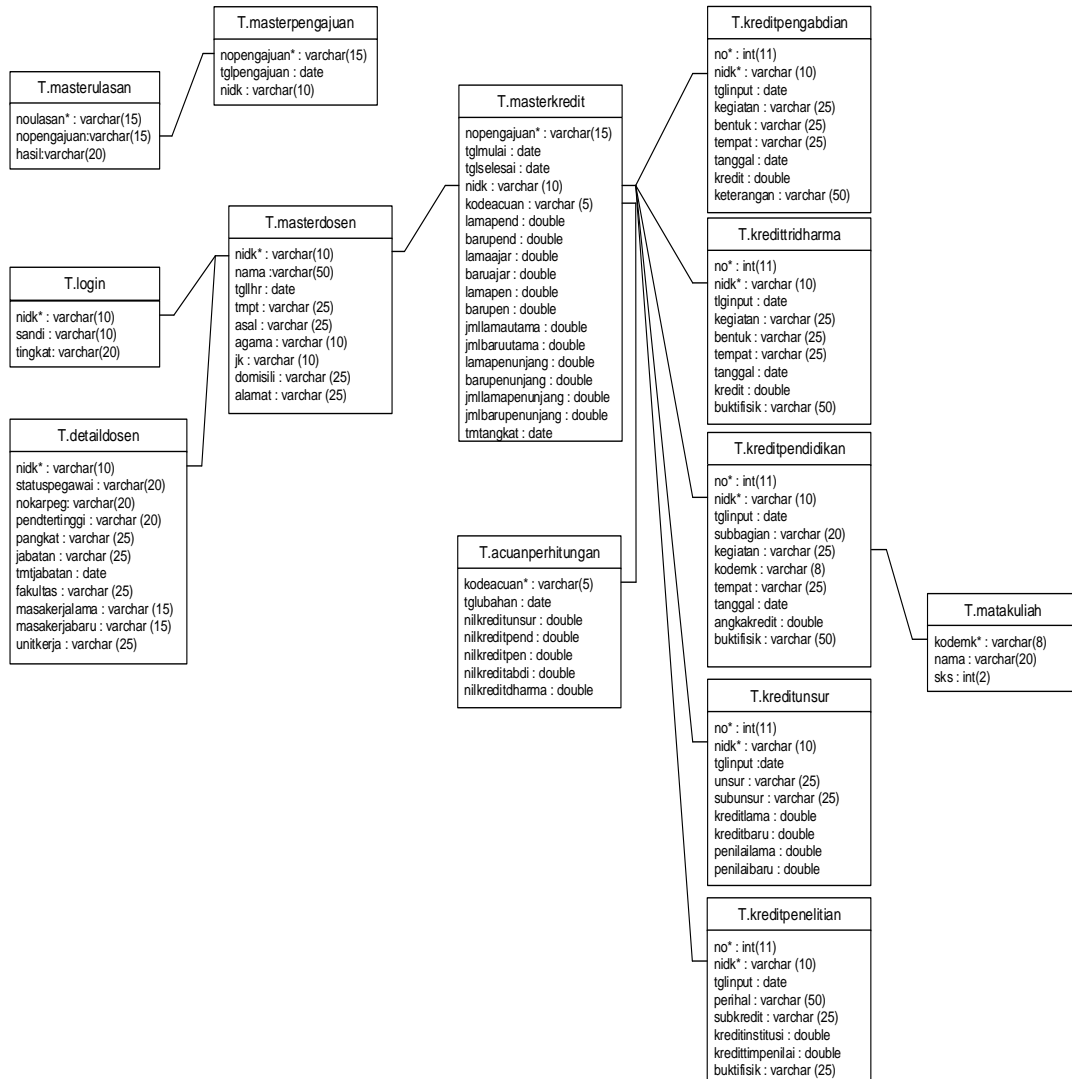 T.masterpengajuan
nopengajuan* : varchar(15)
tglpengajuan : date
nidk : varchar(10)
T.masterulasan
noulasan* : varchar(15)
nopengajuan:varchar(15)
hasil:varchar(20)
T.masterdosen
nidk* : varchar(10)
nama :varchar(50)
tgllhr : date
tmpt : varchar (25)
asal : varchar (25)
agama : varchar (10)
jk : varchar (10)
domisili : varchar (25)
alamat : varchar (25)
T.login
nidk* : varchar(10)
sandi : varchar(10)
tingkat: varchar(20)
T.detaildosen
nidk* : varchar(10)
statuspegawai : varchar(20)
nokarpeg: varchar(20)
pendtertinggi : varchar (20)
pangkat : varchar (25)
jabatan : varchar (25)
tmtjabatan : date
fakultas : varchar (25)
masakerjalama : varchar (15)
masakerjabaru : varchar (15)
unitkerja : varchar (25)
T.masterkredit
nopengajuan* : varchar(15)
tglmulai : date
tglselesai : date
nidk : varchar (10)
kodeacuan : varchar (5)
lamapend : double
barupend : double
lamaajar : double
baruajar : double
lamapen : double
barupen : double
jmllamautama : double
jmlbaruutama : double
lamapenunjang : double
barupenunjang : double
jmllamapenunjang : double
jmlbarupenunjang : double
tmtangkat : date
T.acuanperhitungan
kodeacuan* : varchar(5)
tglubahan : date
nilkreditunsur : double
nilkreditpend : double
nilkreditpen : double
nilkreditabdi : double
nilkreditdharma : double
T.kreditpengabdian
no* : int(11)
nidk* : varchar (10)
tglinput : date
kegiatan : varchar (25)
bentuk : varchar (25)
tempat : varchar (25)
tanggal : date
kredit : double
keterangan : varchar (50)
T.kredittridharma
no* : int(11)
nidk* : varchar (10)
tlginput : date
kegiatan : varchar (25)
bentuk : varchar (25)
tempat : varchar (25)
tanggal : date
kredit : double
buktifisik : varchar (50)
T.kreditpendidikan
no* : int(11)
nidk* : varchar (10)
tglinput : date
subbagian : varchar (20)
kegiatan : varchar (25)
kodemk : varchar (8)
tempat : varchar (25)
tanggal : date
angkakredit : double
buktifisik : varchar (50)
T.matakuliah
kodemk* : varchar(8)
nama : varchar(20)
sks : int(2)
T.kreditunsur
no* : int(11)
nidk* : varchar (10)
tglinput :date
unsur : varchar (25)
subunsur : varchar (25)
kreditlama : double
kreditbaru : double
penilailama : double
penilaibaru : double
T.kreditpenelitian
no* : int(11)
nidk* : varchar (10)
tglinput : date
perihal : varchar (50)
subkredit : varchar (25)
kreditinstitusi : double
kredittimpenilai : double
buktifisik : varchar (25)